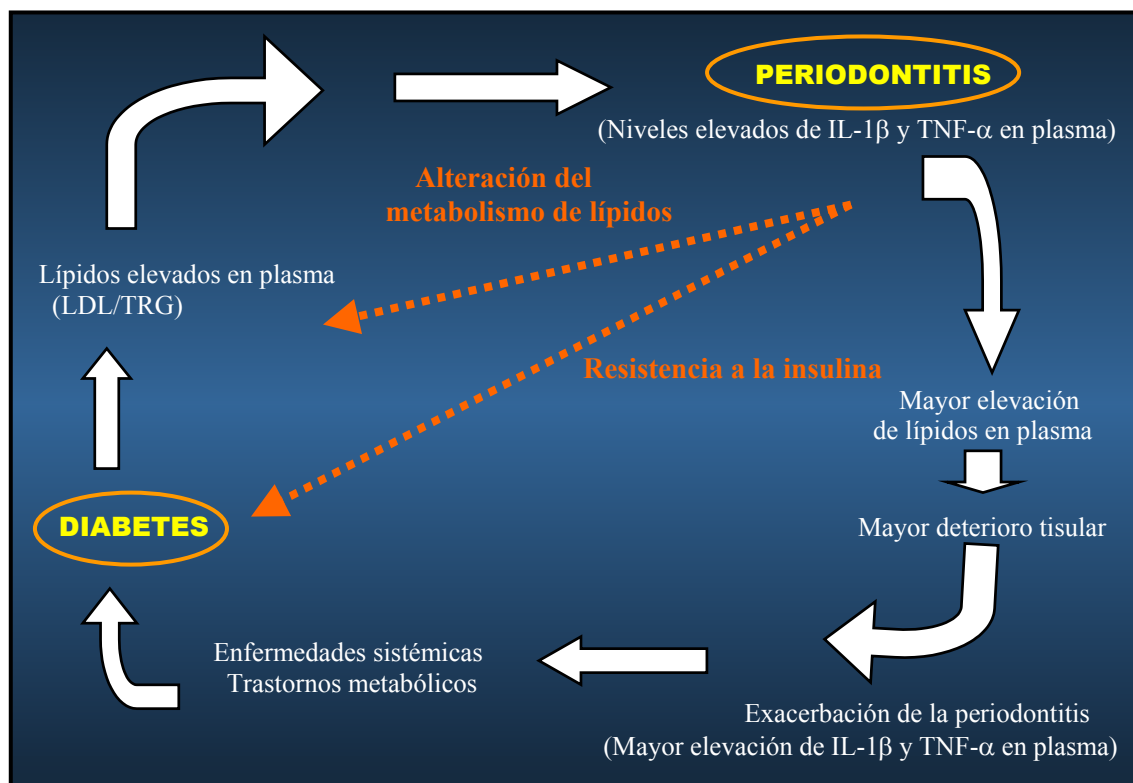 PERIODONTITIS
(Niveles elevados de IL-1β y TNF-α en plasma)
Alteración del
metabolismo de lípidos
Lípidos elevados en plasma
(LDL/TRG)
Resistencia a la insulina
Mayor elevación
de lípidos en plasma
DIABETES
Mayor deterioro tisular
Enfermedades sistémicas
Trastornos metabólicos
Exacerbación de la periodontitis
(Mayor elevación de IL-1β y TNF-α en plasma)